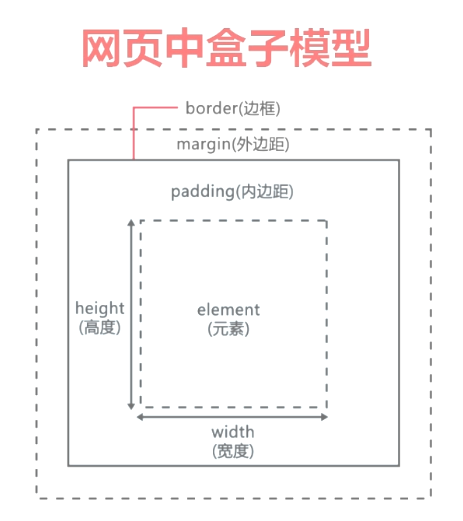 网页中盒子模型
border(边框)
margin(外边距)
padding(内边距)
height
(高度)
element
(元素)
width
(宽度)